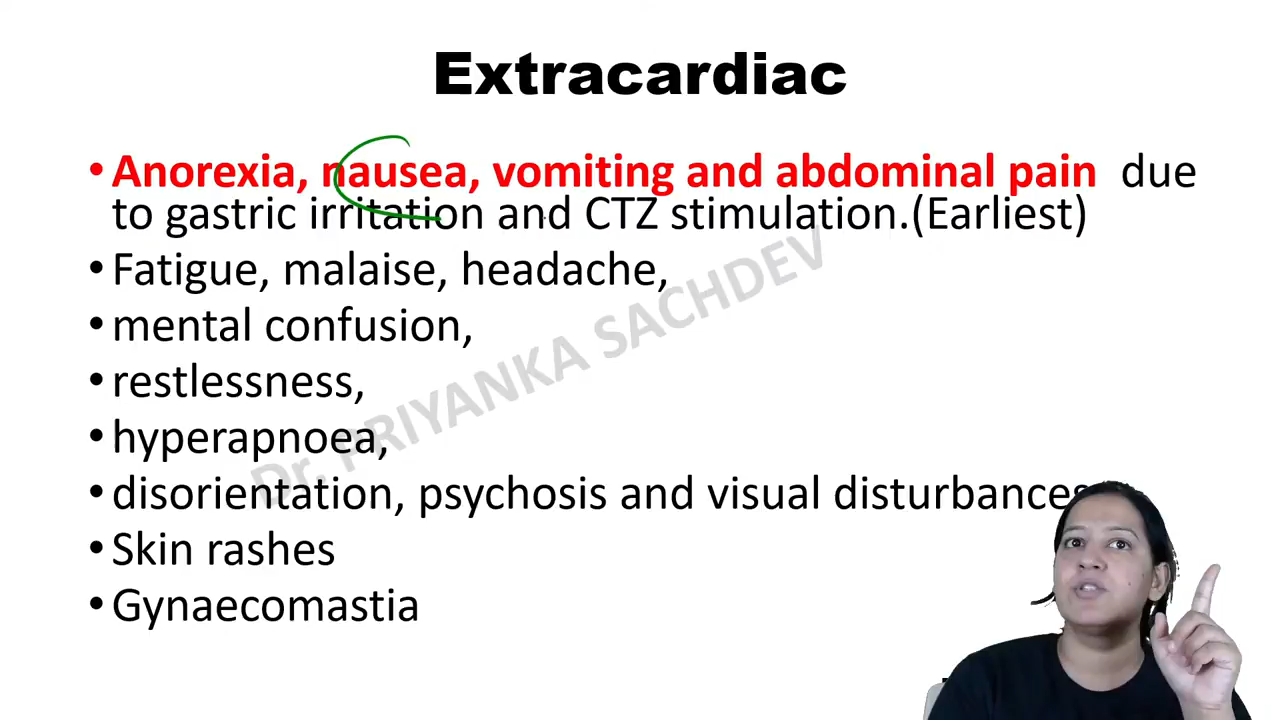 Extracardiac
• Anorexia, nausea, vomiting and abdominal pain due
to gastric irritation and CTZ stimulation.(Earliest)
• Fatigue, malaise, headache,
• mental confusion,
• restlessness,
• hyperapnoea,
• disorientation, psychosis and visual disturbances
• Skin rashes
• Gynaecomastia
Dr. PRIYANKA SACHDEV